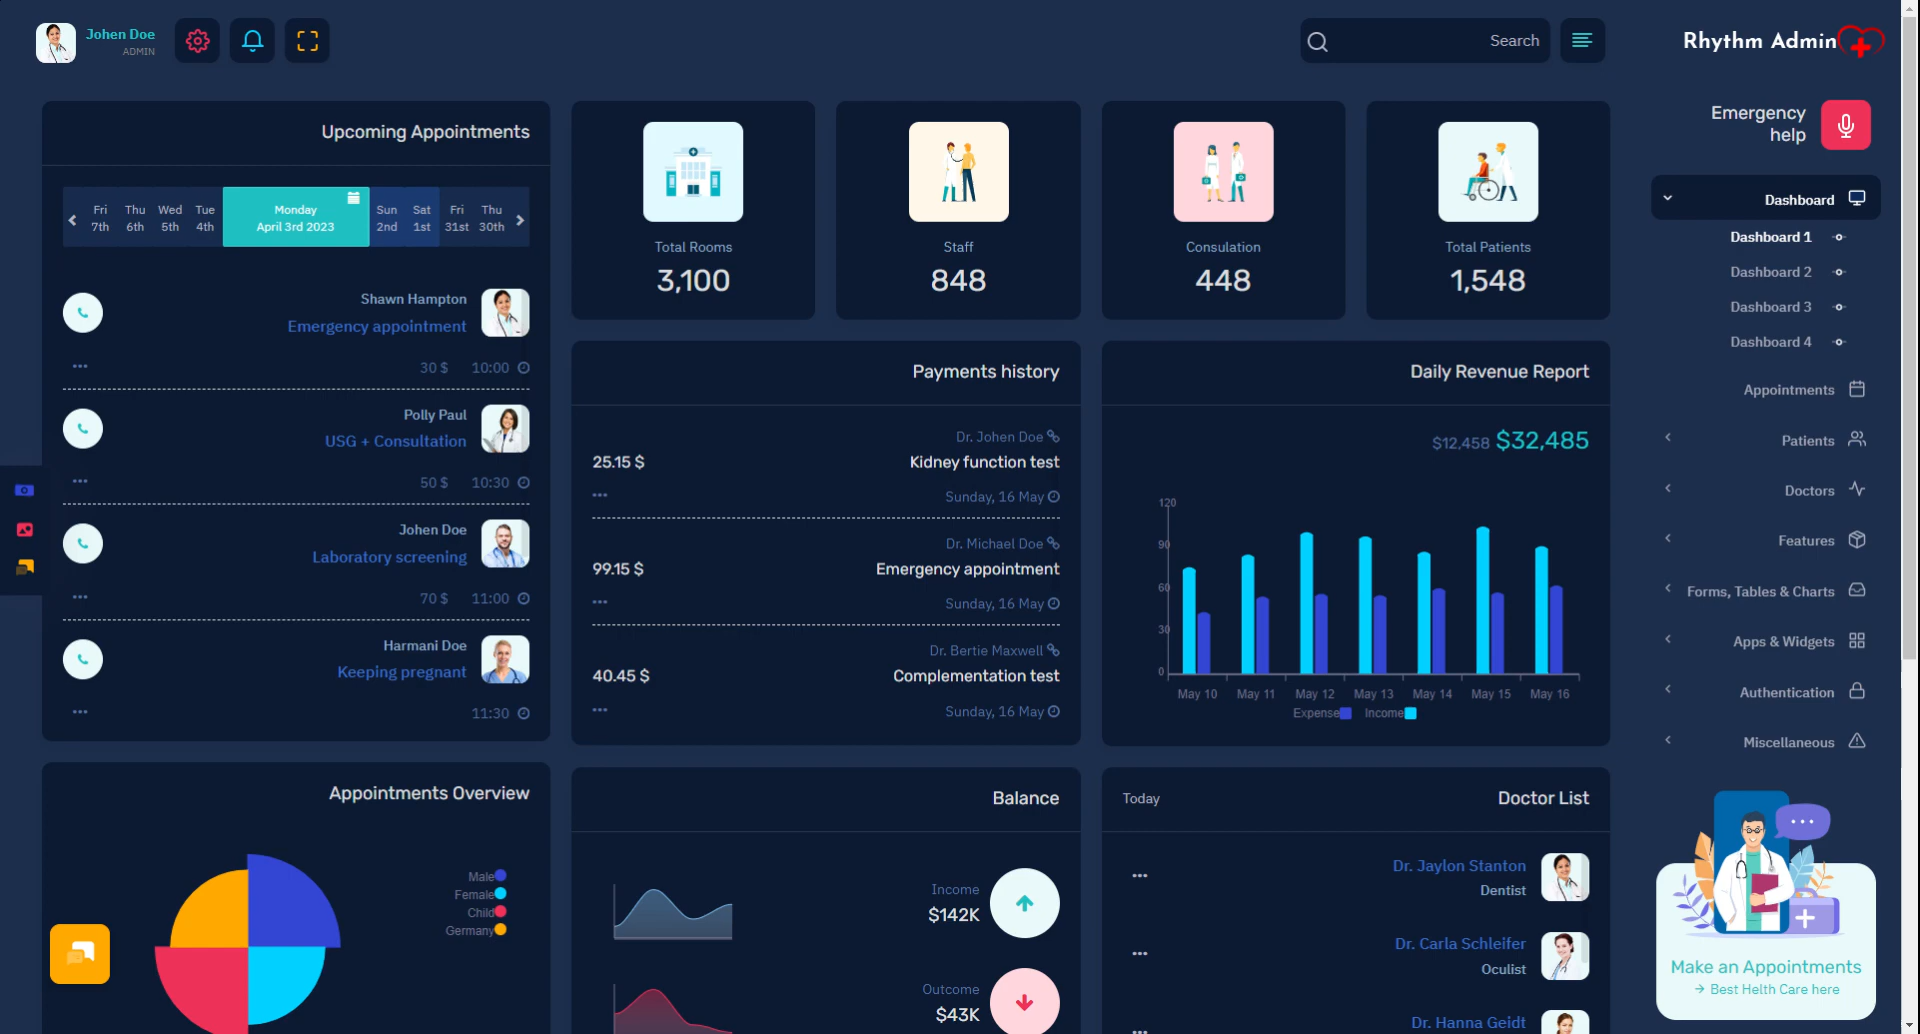 Johen Doe
ADMIN
Search
Rhythm Admin
Upcoming Appointments
Fri Thu Wed Tue Monday Sun Sat Fri Thu
7th 6th 5th 4th April 3rd 2023 2nd 1st 31st 30th
Shawn Hampton
Emergency appointment
30 $ 10:00
Polly Paul
USG + Consultation
50 $ 10:30
Johen Doe
Laboratory screening
70 $ 11:00
Harmani Doe
Keeping pregnant
11:30
Total Rooms
3,100
Staff
848
Consulation
448
Total Patients
1,548
Payments history
Dr. Johen Doe
25.15 $ Kidney function test
Sunday, 16 May
Dr. Michael Doe
99.15 $ Emergency appointment
Sunday, 16 May
Dr. Bertie Maxwell
40.45 $ Complementation test
Sunday, 16 May
Daily Revenue Report
$12,458 $32,485
120
90
60
30
0
May 10 May 11 May 12 May 13 May 14 May 15 May 16
Expense Income
Appointments Overview
Male
Female
Child
Germany
Balance
Income
$142K
Outcome
$43K
Today Doctor List
Dr. Jaylon Stanton
Dentist
Dr. Carla Schleifer
Oculist
Dr. Hanna Geidt
Emergency
help
Dashboard
Dashboard 1
Dashboard 2
Dashboard 3
Dashboard 4
Appointments
Patients
Doctors
Features
Forms, Tables & Charts
Apps & Widgets
Authentication
Miscellaneous
Make an Appointments
→ Best Helth Care here